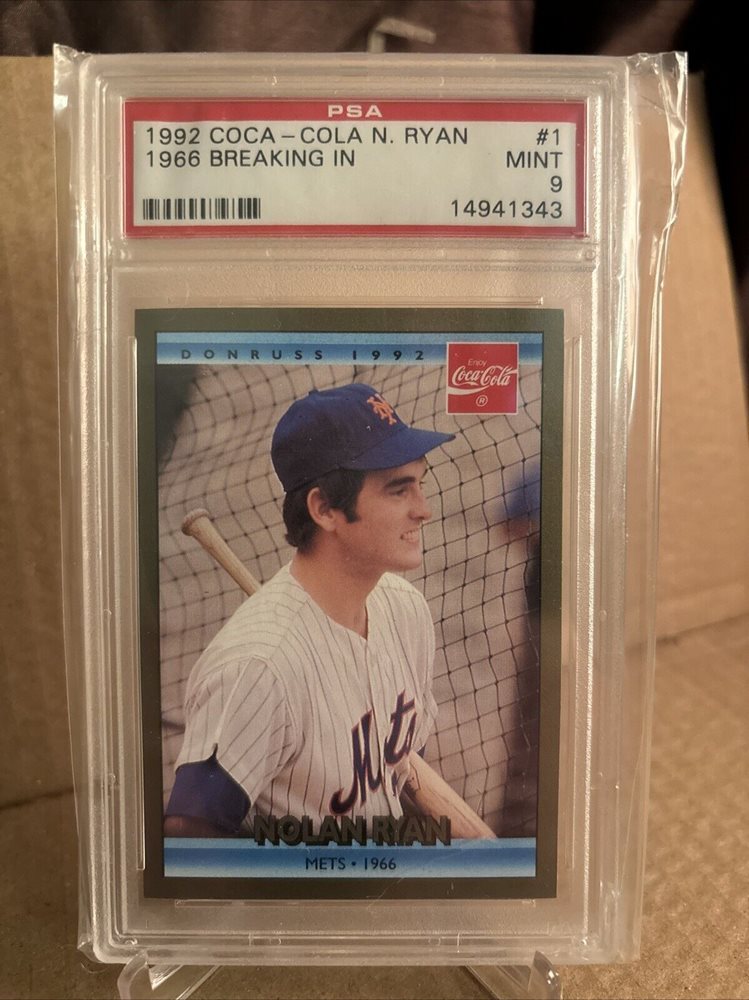 PSA
1992 COCA-COLA N. RYAN #1
1966 BREAKING IN MINT
9
14941343
DONRUSS 1992
Enjoy
Coca-Cola
®
NY
Mets
NOLAN RYAN
METS • 1966